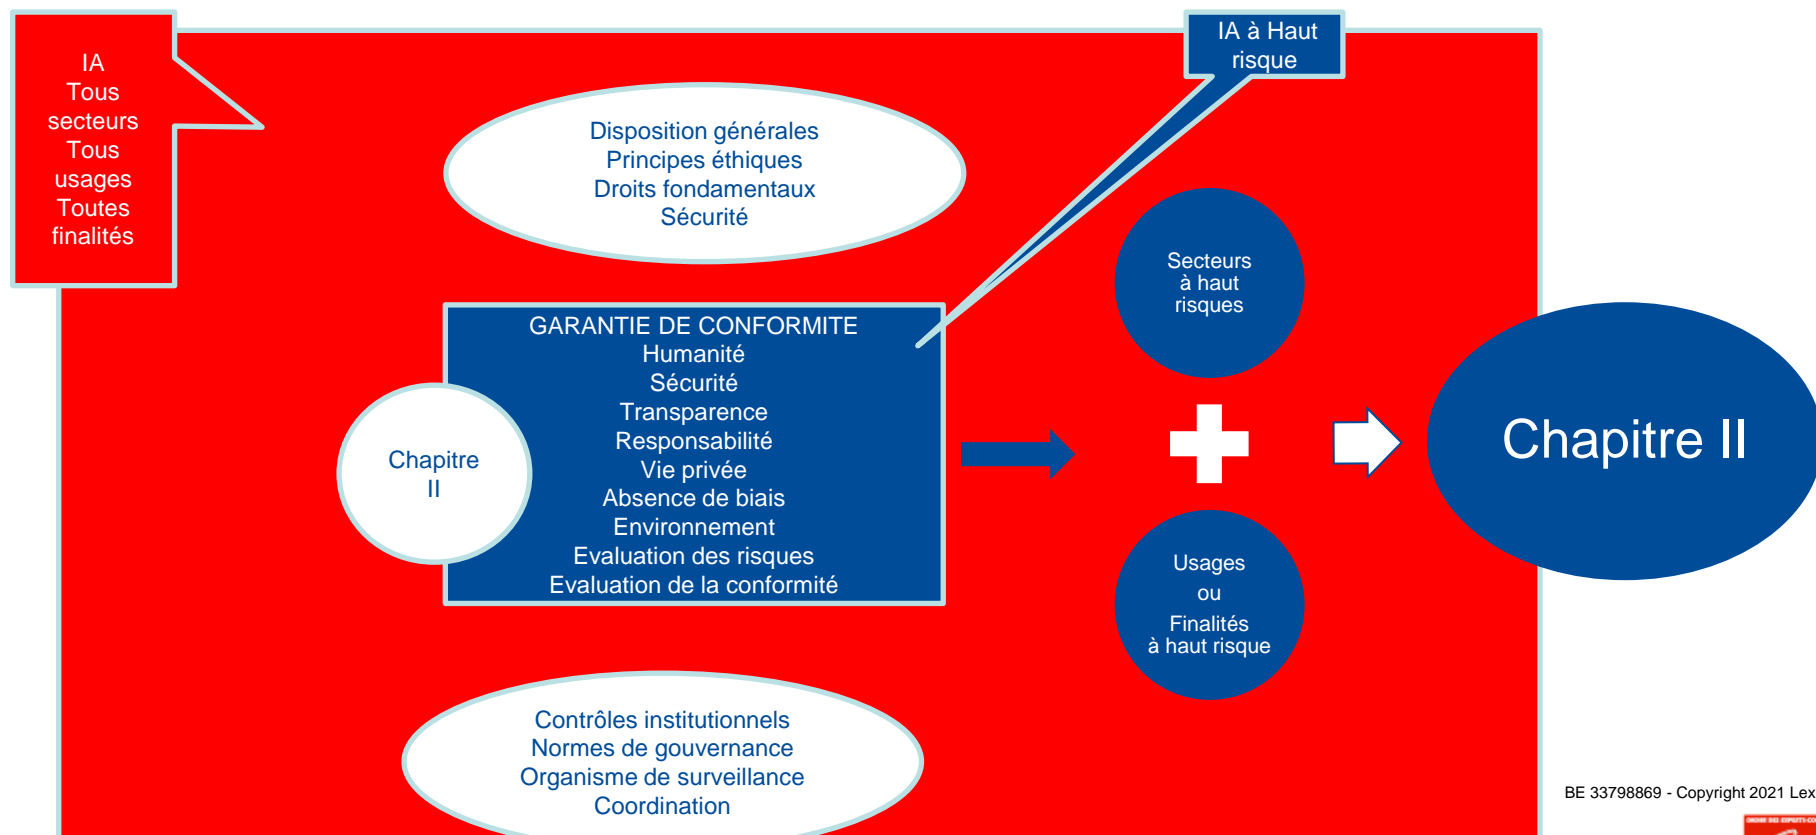 IA
Tous
secteurs
Tous
usages
Toutes
finalités
IA à Haut
risque
Disposition générales
Principes éthiques
Droits fondamentaux
Sécurité
GARANTIE DE CONFORMITE
Humanité
Sécurité
Transparence
Responsabilité
Vie privée
Absence de biais
Environnement
Evaluation des risques
Evaluation de la conformité
Chapitre
II
Secteurs
à haut
risques
Usages
ou
Finalités
à haut risque
Chapitre II
Contrôles institutionnels
Normes de gouvernance
Organisme de surveillance
Coordination
BE 33798869 - Copyright 2021 Lex